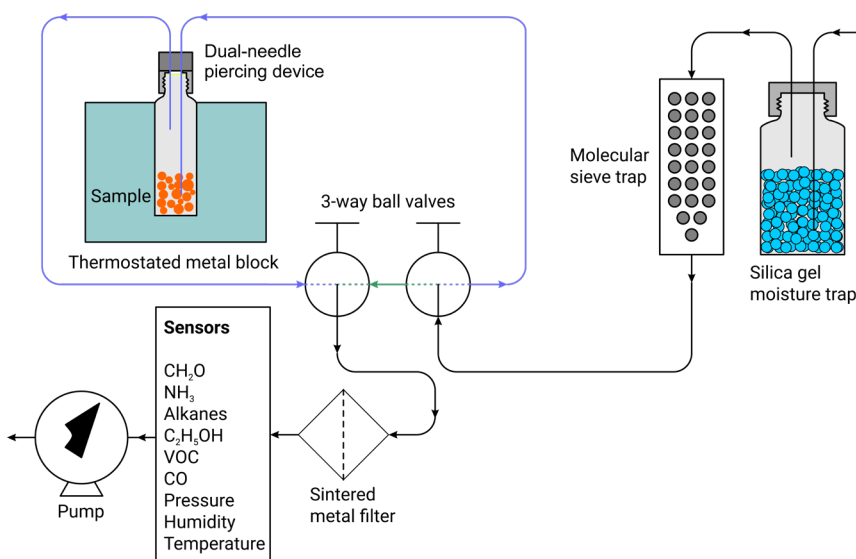 Dual-needle
piercing device
Sample
Thermostated metal block
3-way ball valves
Molecular
sieve trap
Silica gel
moisture trap
Sensors
CH₂O
NH₃
Alkanes
C₂H₅OH
VOC
CO
Pressure
Humidity
Temperature
Sintered
metal filter
Pump